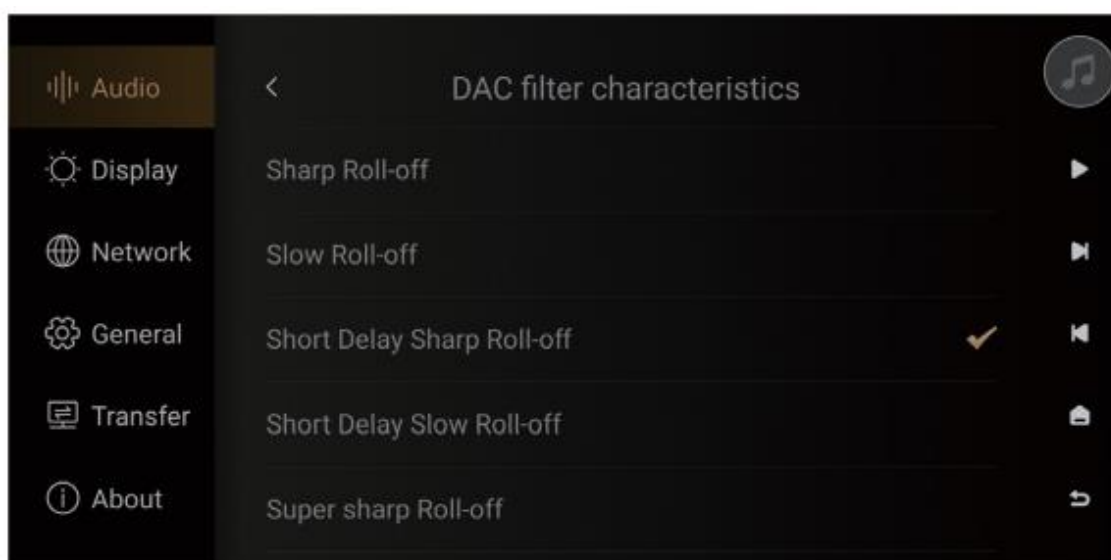 Audio
DAC filter characteristics
Display
Sharp Roll-off
Network
Slow Roll-off
General
Short Delay Sharp Roll-off
Transfer
Short Delay Slow Roll-off
About
Super sharp Roll-off